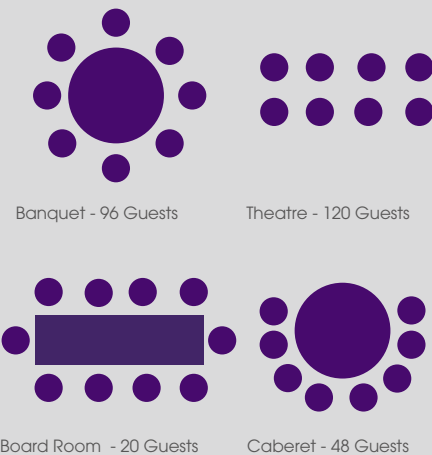 Banquet - 96 Guests
Theatre - 120 Guests
Board Room  - 20 Guests
Caberet - 48 Guests